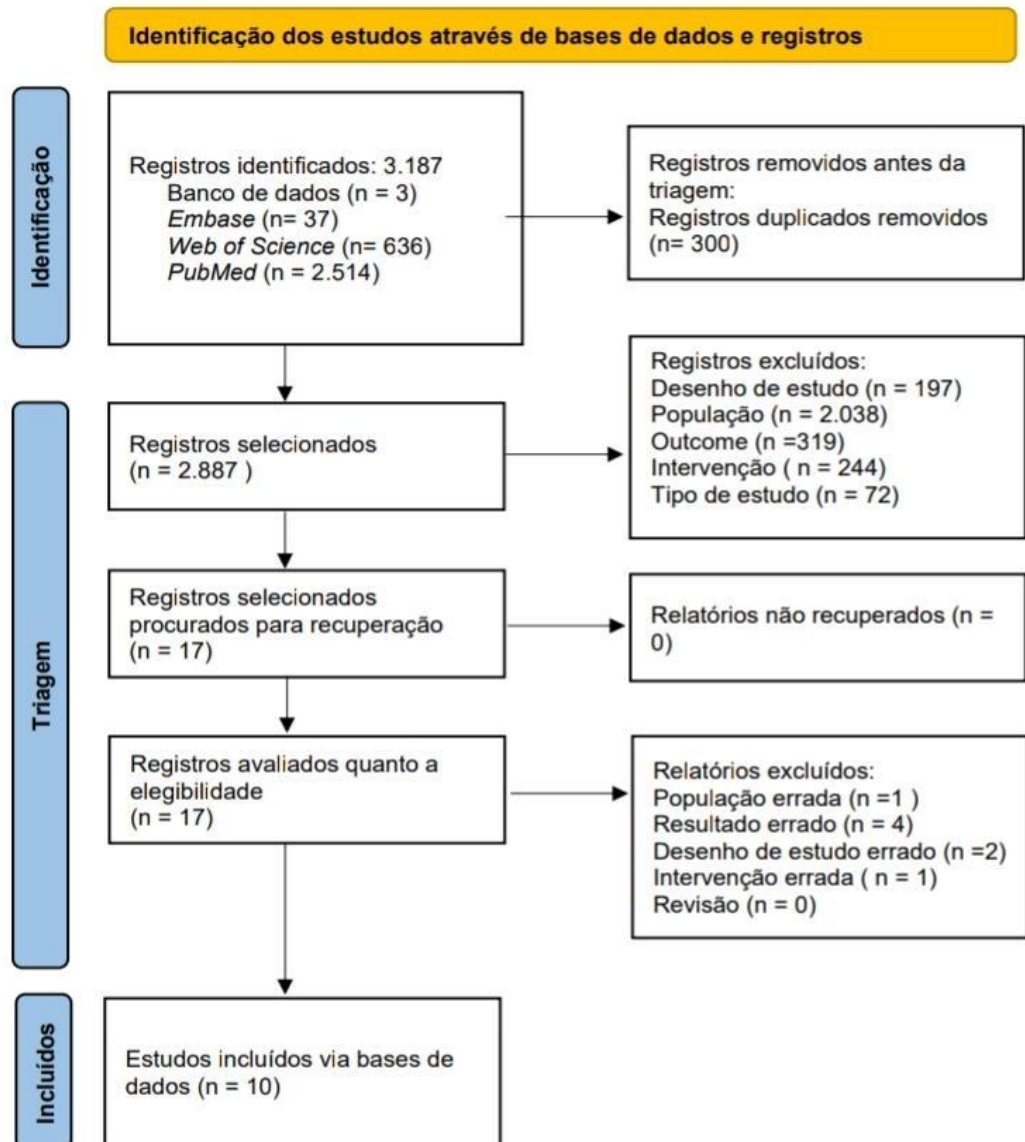 Identificação dos estudos através de bases de dados e registros
Identificação
Registros identificados: 3.187
Banco de dados (n = 3)
Embase (n= 37)
Web of Science (n= 636)
PubMed (n = 2.514)
Registros removidos antes da
triagem:
Registros duplicados removidos
(n= 300)
Triagem
Registros selecionados
(n = 2.887 )
Registros excluídos:
Desenho de estudo (n = 197)
População (n = 2.038)
Outcome (n =319)
Intervenção ( n = 244)
Tipo de estudo (n = 72)
Registros selecionados
procurados para recuperação
(n = 17)
Relatórios não recuperados (n =
0)
Registros avaliados quanto a
elegibilidade
(n = 17)
Relatórios excluídos:
População errada (n =1 )
Resultado errado (n = 4)
Desenho de estudo errado (n =2)
Intervenção errada ( n = 1)
Revisão (n = 0)
Incluídos
Estudos incluídos via bases de
dados (n = 10)